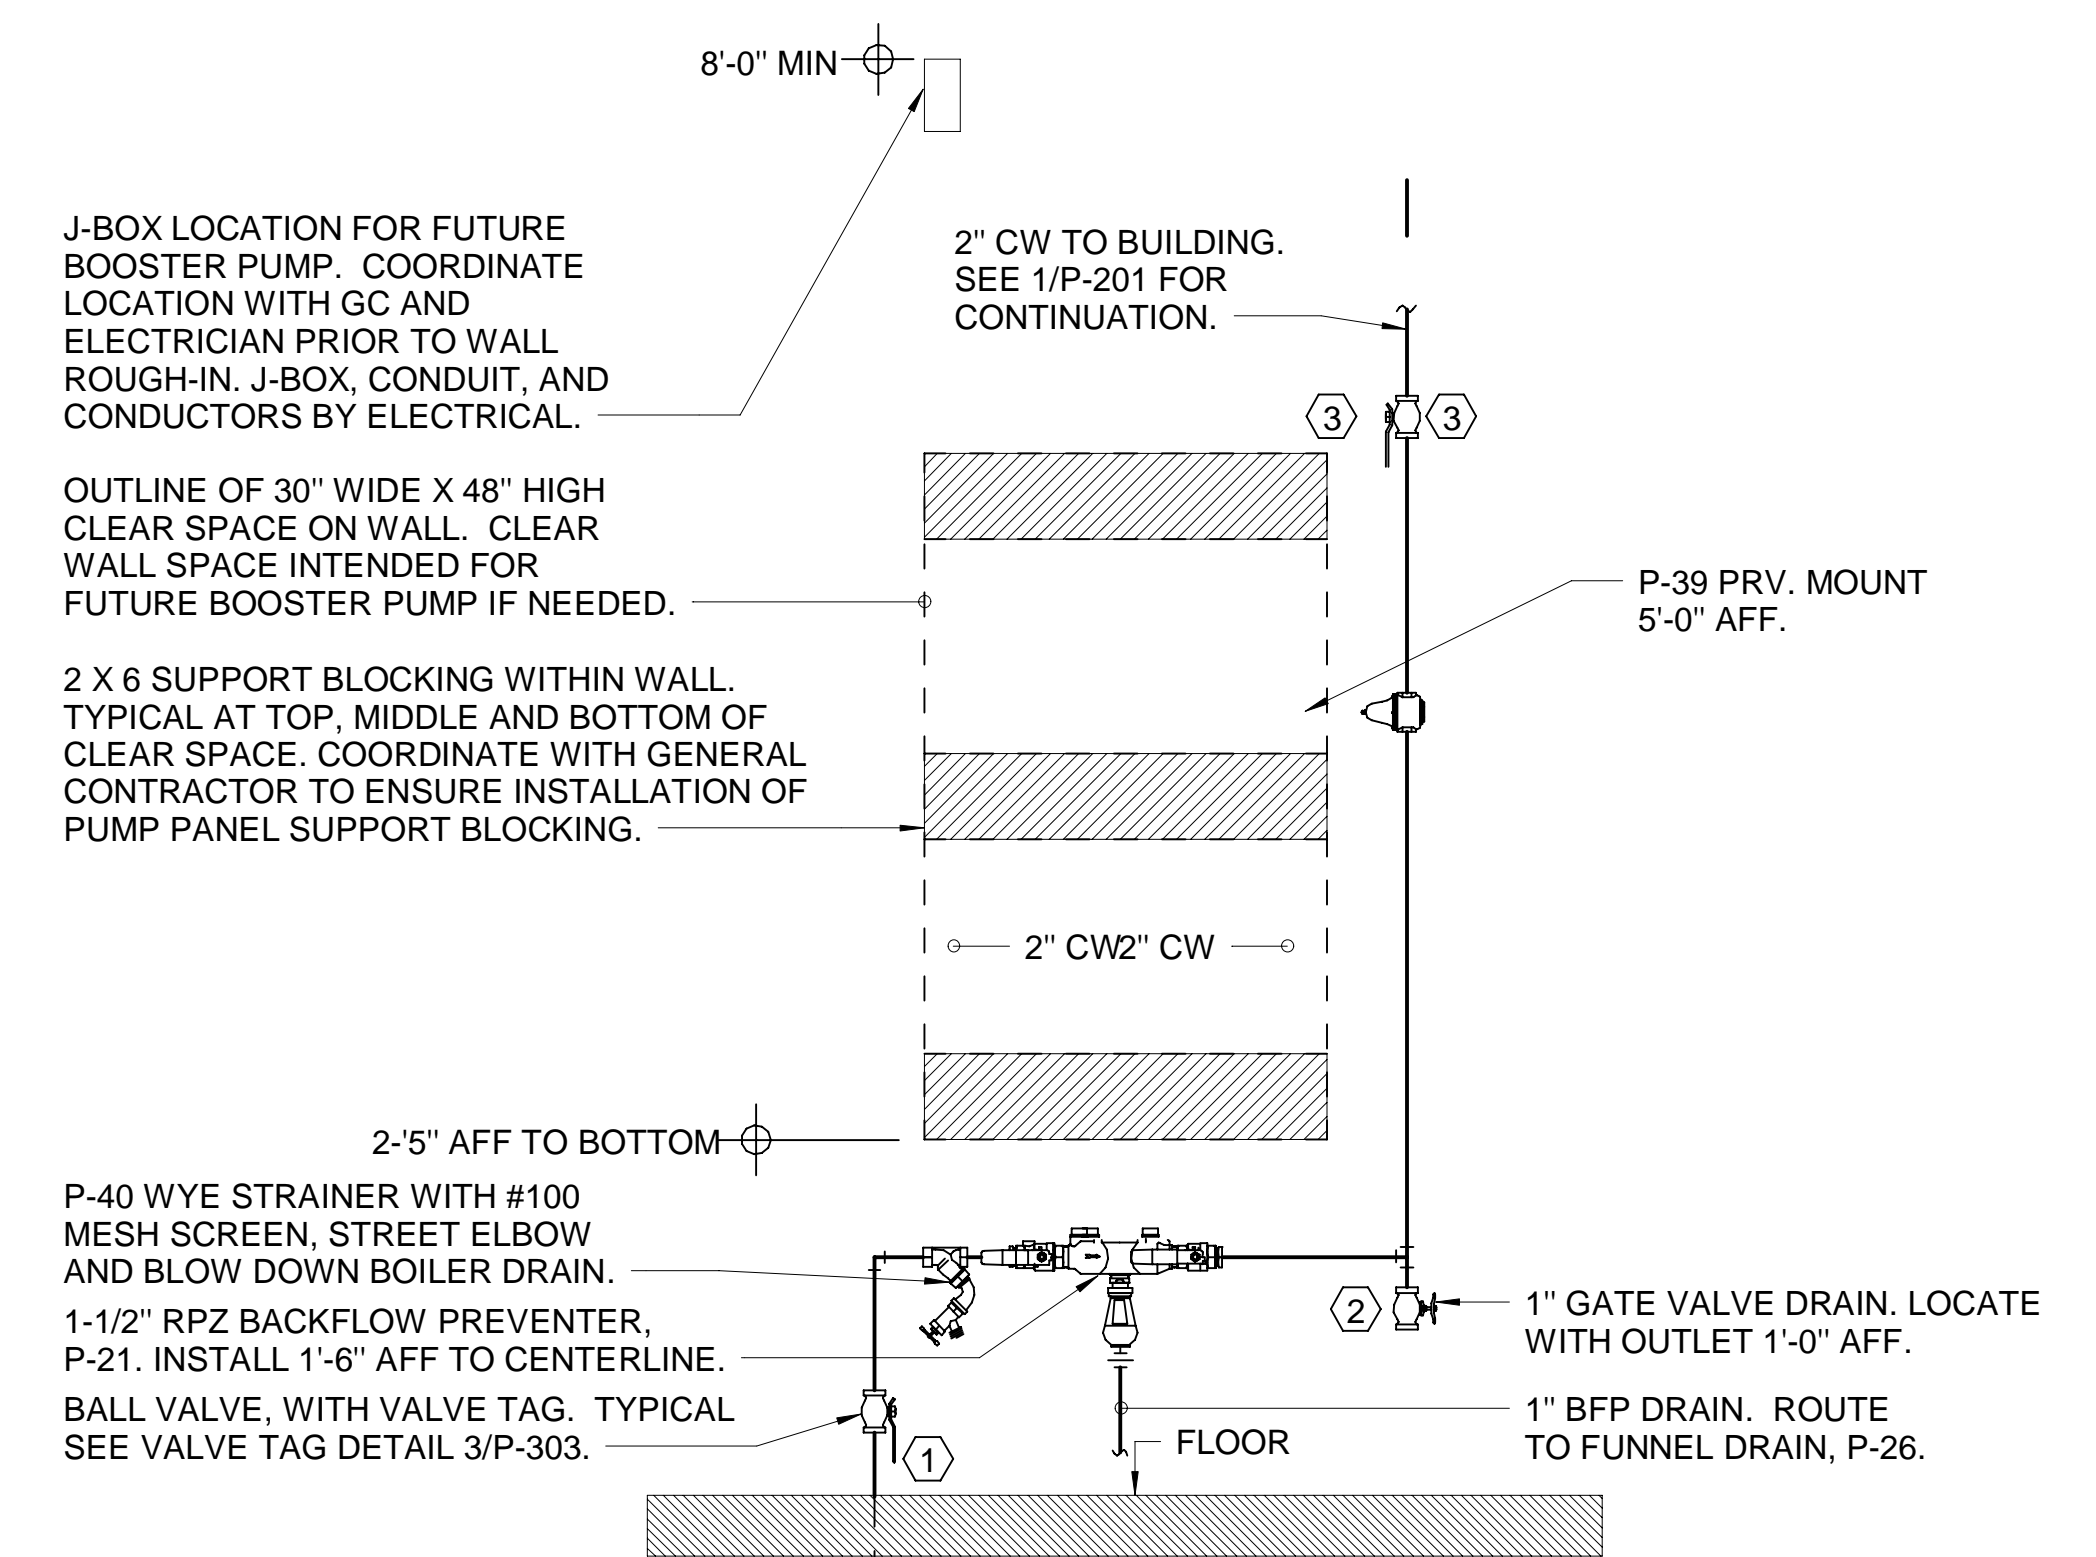 8'-0" MIN
J-BOX LOCATION FOR FUTURE
BOOSTER PUMP.  COORDINATE
LOCATION WITH GC AND
ELECTRICIAN PRIOR TO WALL
ROUGH-IN. J-BOX, CONDUIT, AND
CONDUCTORS BY ELECTRICAL.
2" CW TO BUILDING.
SEE 1/P-201 FOR
CONTINUATION.
3
3
OUTLINE OF 30" WIDE X 48" HIGH
CLEAR SPACE ON WALL.  CLEAR
WALL SPACE INTENDED FOR
FUTURE BOOSTER PUMP IF NEEDED.
P-39 PRV. MOUNT
5'-0" AFF.
2 X 6 SUPPORT BLOCKING WITHIN WALL.
TYPICAL AT TOP, MIDDLE AND BOTTOM OF
CLEAR SPACE. COORDINATE WITH GENERAL
CONTRACTOR TO ENSURE INSTALLATION OF
PUMP PANEL SUPPORT BLOCKING.
2" CW2" CW
2-'5" AFF TO BOTTOM
P-40 WYE STRAINER WITH #100
MESH SCREEN, STREET ELBOW
AND BLOW DOWN BOILER DRAIN.
1-1/2" RPZ BACKFLOW PREVENTER,
P-21. INSTALL 1'-6" AFF TO CENTERLINE.
2
1" GATE VALVE DRAIN. LOCATE
WITH OUTLET 1'-0" AFF.
BALL VALVE, WITH VALVE TAG.  TYPICAL
SEE VALVE TAG DETAIL 3/P-303.
1
FLOOR
1" BFP DRAIN.  ROUTE
TO FUNNEL DRAIN, P-26.